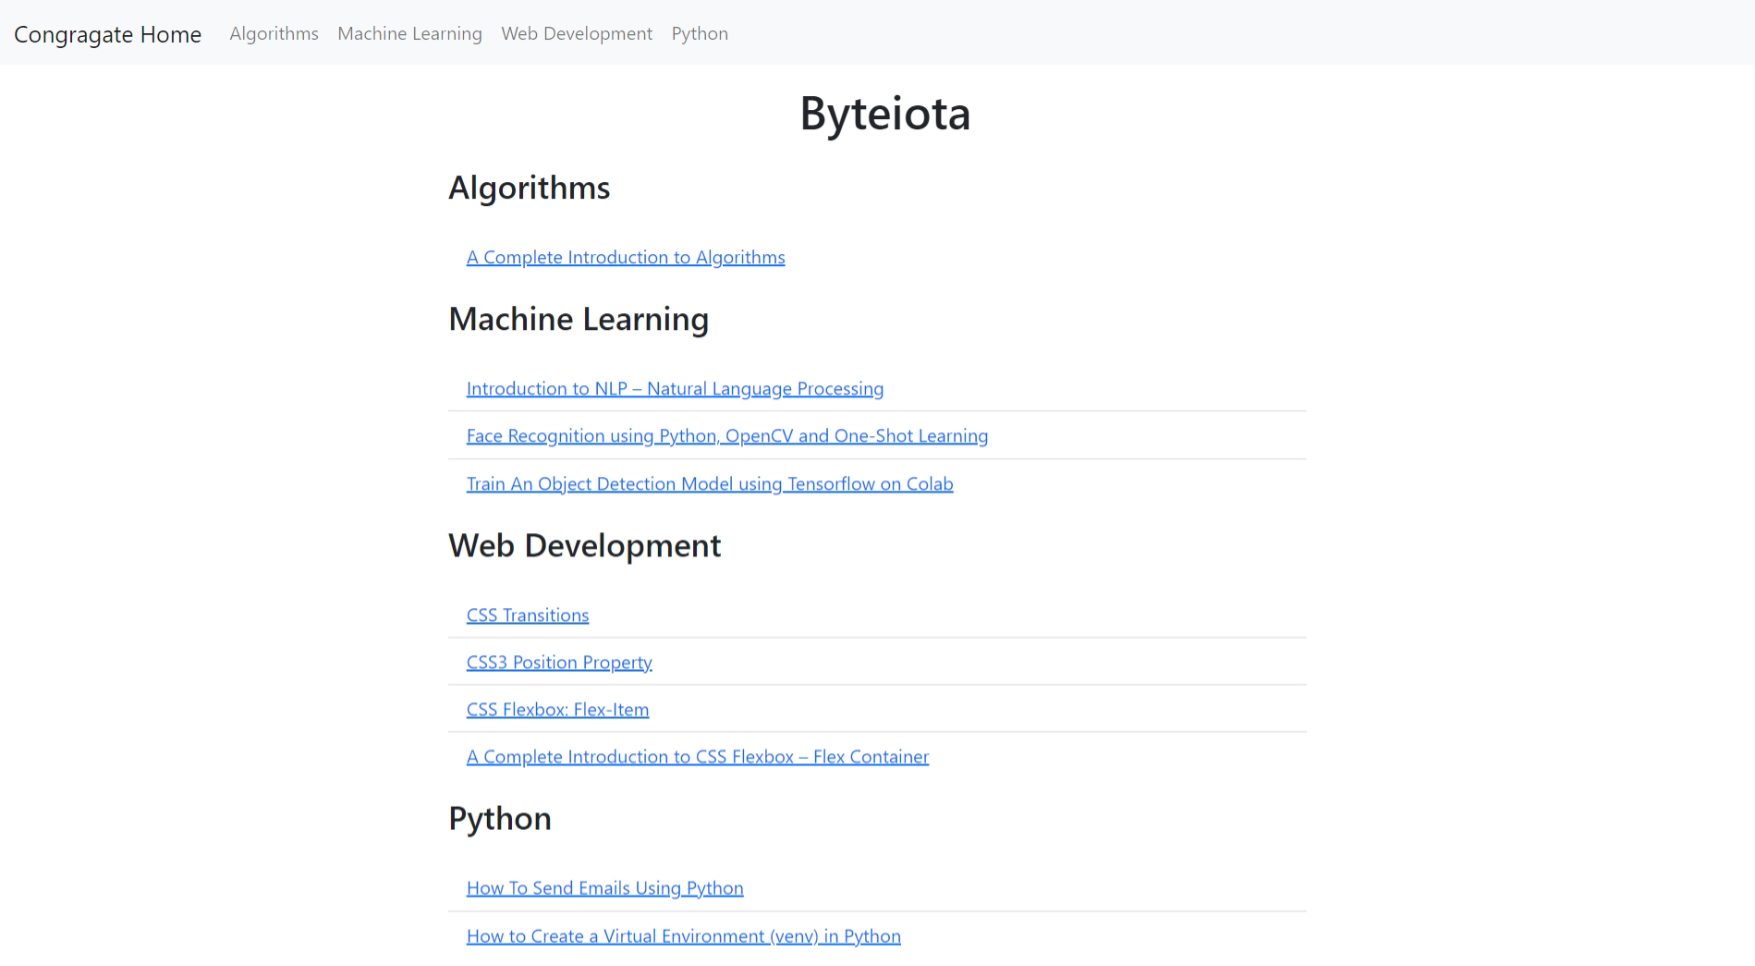 Congragate Home Algorithms Machine Learning Web Development Python
Byteiota
Algorithms
A Complete Introduction to Algorithms
Machine Learning
Introduction to NLP – Natural Language Processing
Face Recognition using Python, OpenCV and One-Shot Learning
Train An Object Detection Model using Tensorflow on Colab
Web Development
CSS Transitions
CSS3 Position Property
CSS Flexbox: Flex-Item
A Complete Introduction to CSS Flexbox – Flex Container
Python
How To Send Emails Using Python
How to Create a Virtual Environment (venv) in Python